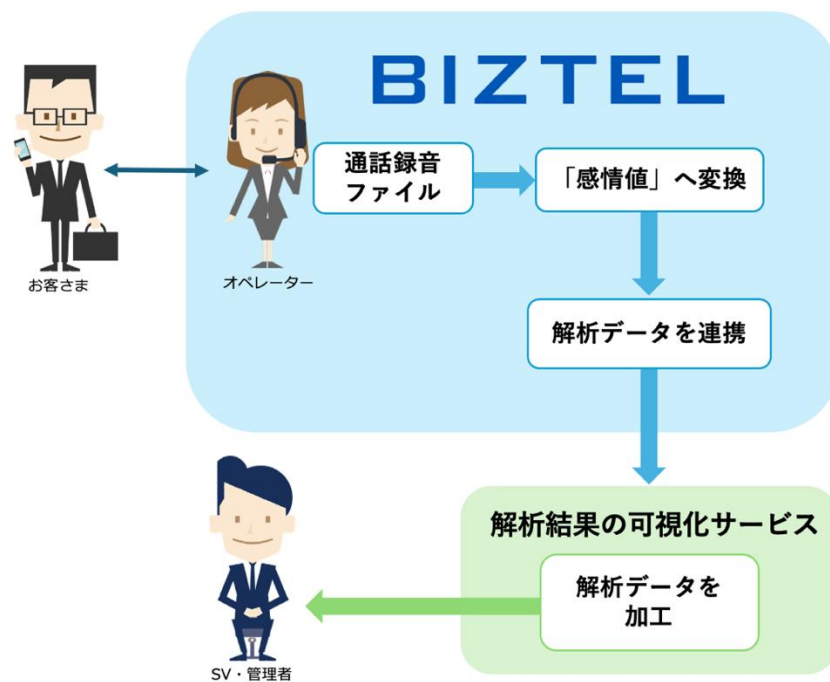 BIZTEL
通話録音
ファイル
「感情値」へ変換
お客さま
オペレーター
解析データを連携
解析結果の可視化サービス
解析データを
加工
SV・管理者